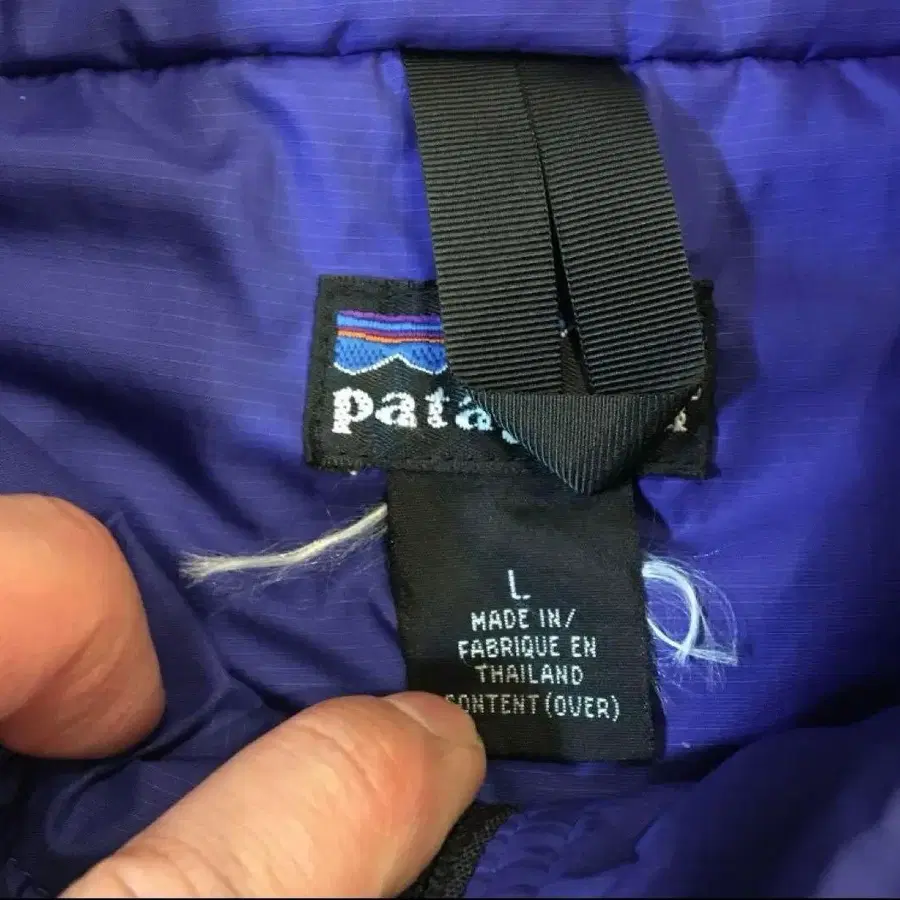 pata
L
MADE IN/
FABRIQUE EN
THAILAND
CONTENT (OVER)